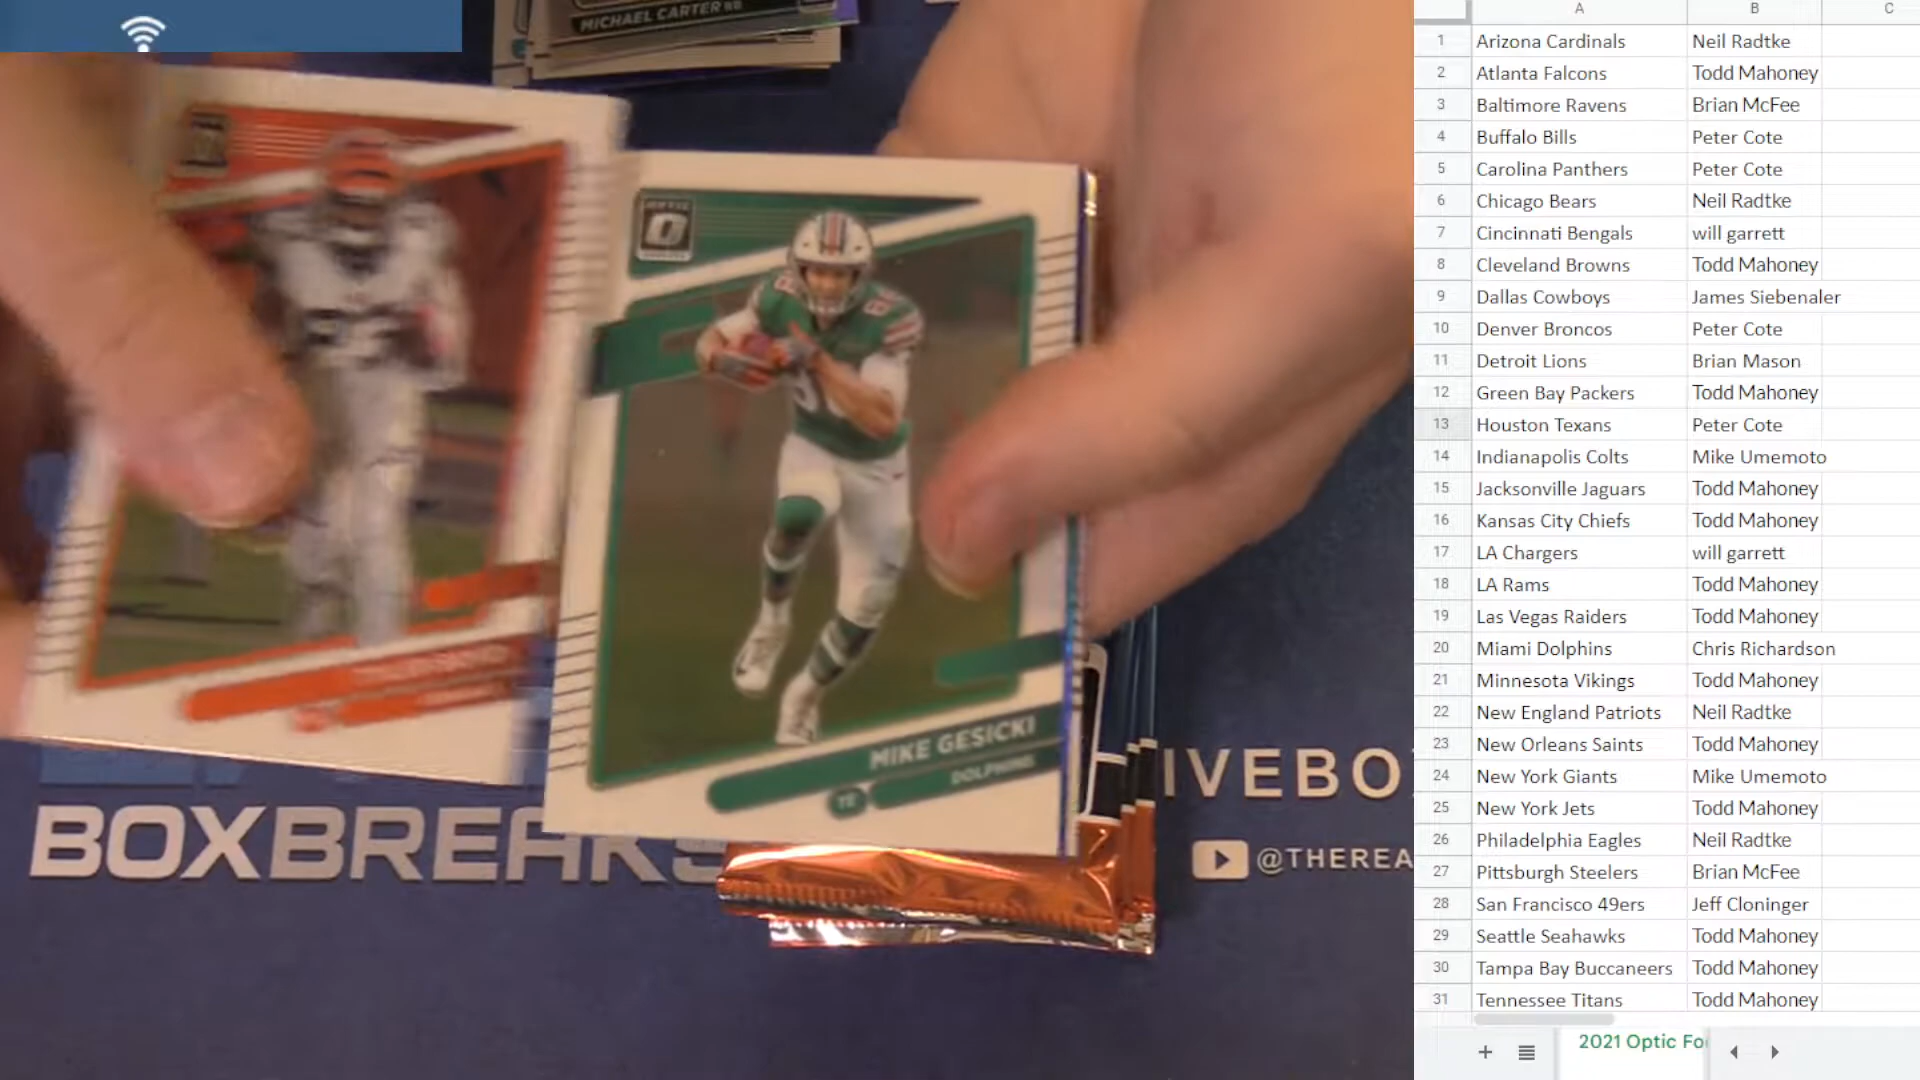 MICHAEL CARTER RB
OPTIC
MIKE GESICKI
DOLPHINS
TE
BOXBREAKS
IVEBO
@THEREA
A B C
1 Arizona Cardinals Neil Radtke
2 Atlanta Falcons Todd Mahoney
3 Baltimore Ravens Brian McFee
4 Buffalo Bills Peter Cote
5 Carolina Panthers Peter Cote
6 Chicago Bears Neil Radtke
7 Cincinnati Bengals will garrett
8 Cleveland Browns Todd Mahoney
9 Dallas Cowboys James Siebenaler
10 Denver Broncos Peter Cote
11 Detroit Lions Brian Mason
12 Green Bay Packers Todd Mahoney
13 Houston Texans Peter Cote
14 Indianapolis Colts Mike Umemoto
15 Jacksonville Jaguars Todd Mahoney
16 Kansas City Chiefs Todd Mahoney
17 LA Chargers will garrett
18 LA Rams Todd Mahoney
19 Las Vegas Raiders Todd Mahoney
20 Miami Dolphins Chris Richardson
21 Minnesota Vikings Todd Mahoney
22 New England Patriots Neil Radtke
23 New Orleans Saints Todd Mahoney
24 New York Giants Mike Umemoto
25 New York Jets Todd Mahoney
26 Philadelphia Eagles Neil Radtke
27 Pittsburgh Steelers Brian McFee
28 San Francisco 49ers Jeff Cloninger
29 Seattle Seahawks Todd Mahoney
30 Tampa Bay Buccaneers Todd Mahoney
31 Tennessee Titans Todd Mahoney
2021 Optic Fo